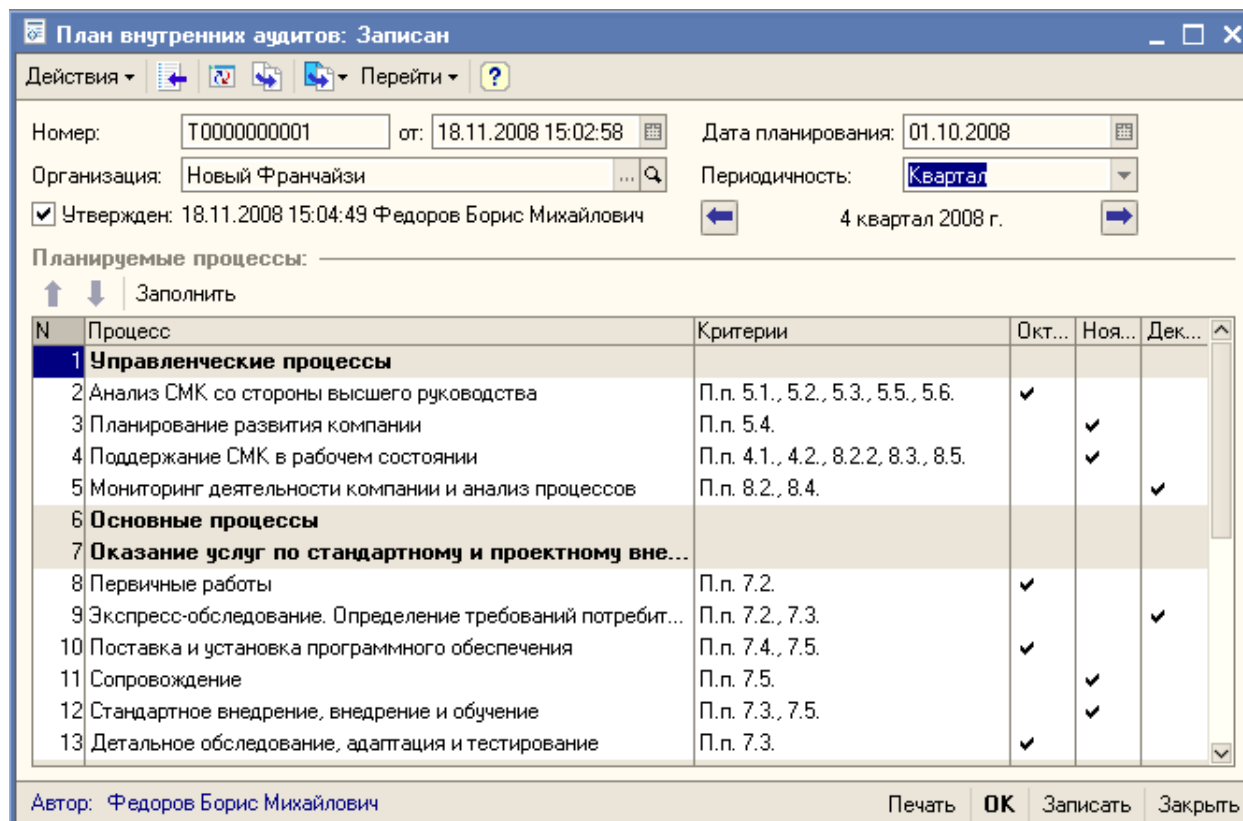 План внутренних аудитов: Записан
Действия Перейти ?
Номер: Т0000000001 от: 18.11.2008 15:02:58 Дата планирования: 01.10.2008
Организация: Новый Франчайзи ... Периодичность: Квартал
Утвержден: 18.11.2008 15:04:49 Федоров Борис Михайлович 4 квартал 2008 г.
Планируемые процессы:
Заполнить
N Процесс Критерии Окт... Ноя... Дек...
1 Управленческие процессы
2 Анализ СМК со стороны высшего руководства П.п. 5.1., 5.2., 5.3., 5.5., 5.6.
3 Планирование развития компании П.п. 5.4.
4 Поддержание СМК в рабочем состоянии П.п. 4.1., 4.2., 8.2.2, 8.3., 8.5.
5 Мониторинг деятельности компании и анализ процессов П.п. 8.2., 8.4.
6 Основные процессы
7 Оказание услуг по стандартному и проектному вне...
8 Первичные работы П.п. 7.2.
9 Экспресс-обследование. Определение требований потребит... П.п. 7.2., 7.3.
10 Поставка и установка программного обеспечения П.п. 7.4., 7.5.
11 Сопровождение П.п. 7.5.
12 Стандартное внедрение, внедрение и обучение П.п. 7.3., 7.5.
13 Детальное обследование, адаптация и тестирование П.п. 7.3.
Автор: Федоров Борис Михайлович Печать OK Записать Закрыть